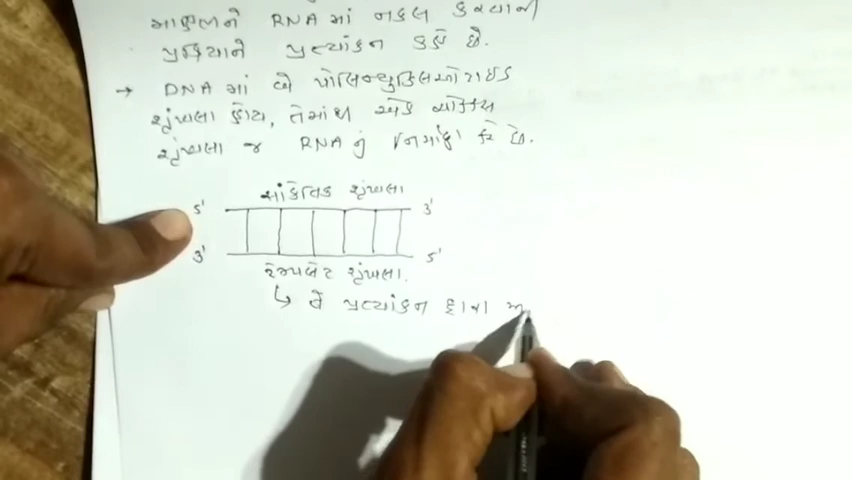 માહિતીને RNA માં નકલ કરવાની
પ્રક્રિયાને પ્રત્યાંકન કહે છે.
→ DNA માં બે પોલિન્યુક્લિઓટાઇડ
શૃંખલા હોય, તેમાંથી એક
શૃંખલા જ RNA નું નિર્માણ કરે છે.
સાંકેતિક શૃંખલા
5' 3'
3' 5'
ટેમ્પલેટ શૃંખલા.
↳ તે પ્રત્યાંકન દ્વારા